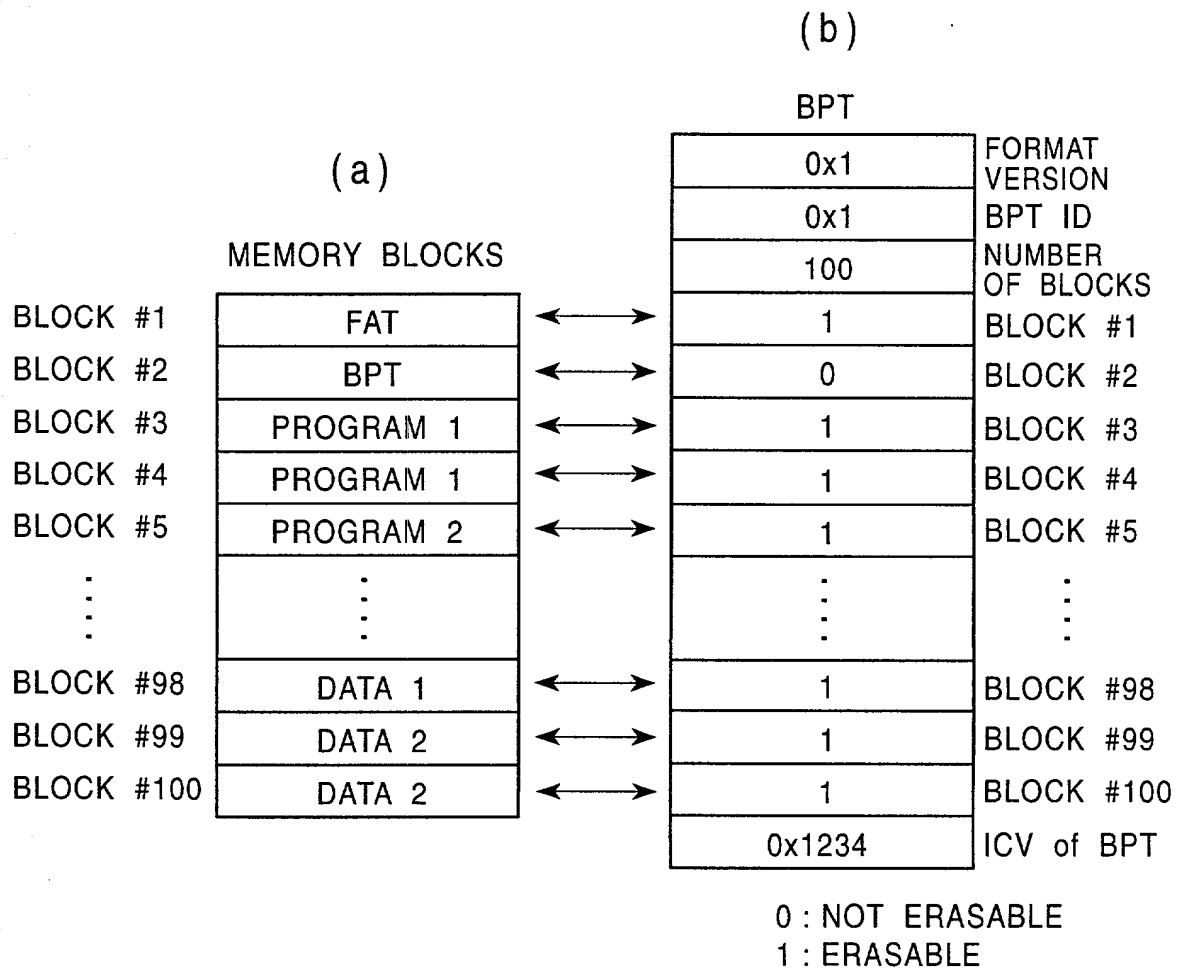 (b)
BPT
0x1 FORMAT VERSION
0x1 BPT ID
100 NUMBER OF BLOCKS
(a)
MEMORY BLOCKS
BLOCK #1 FAT 1 BLOCK #1
BLOCK #2 BPT 0 BLOCK #2
BLOCK #3 PROGRAM 1 1 BLOCK #3
BLOCK #4 PROGRAM 1 1 BLOCK #4
BLOCK #5 PROGRAM 2 1 BLOCK #5
BLOCK #98 DATA 1 1 BLOCK #98
BLOCK #99 DATA 2 1 BLOCK #99
BLOCK #100 DATA 2 1 BLOCK #100
0x1234 ICV of BPT
0 : NOT ERASABLE
1 : ERASABLE